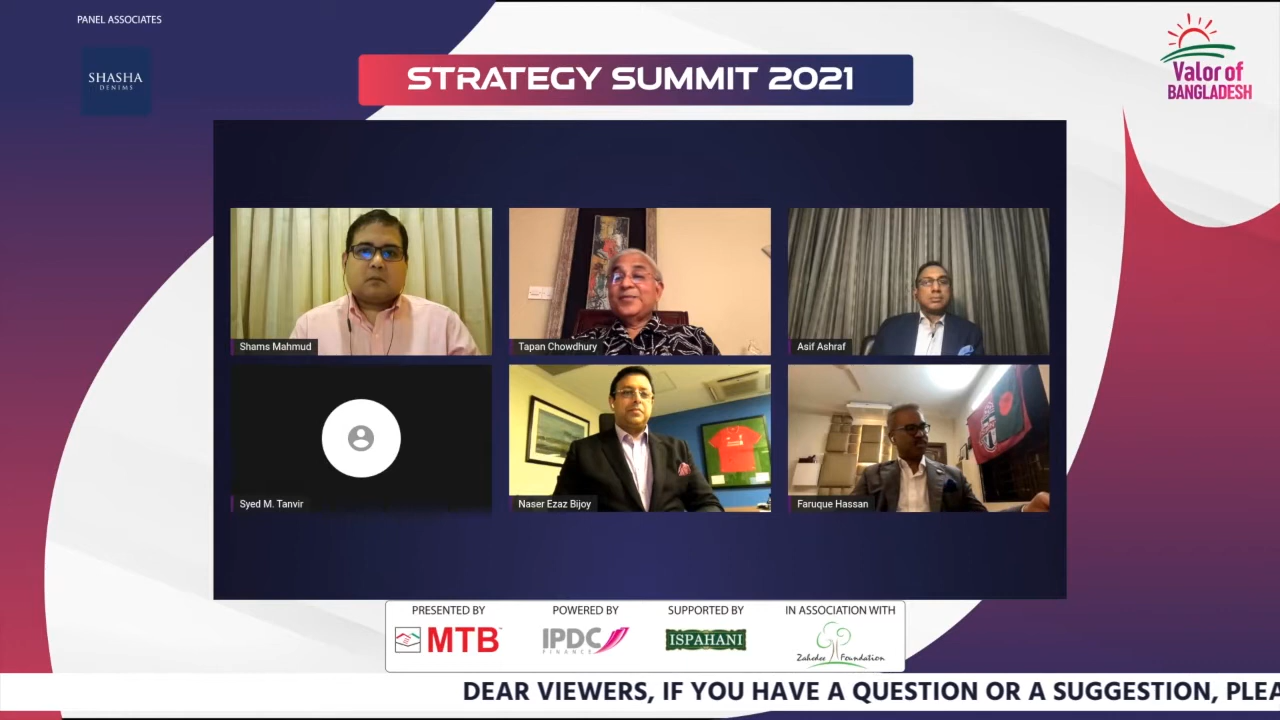 PANEL ASSOCIATES
SHASHA
DENIMS
STRATEGY SUMMIT 2021
Valor of
BANGLADESH
Shams Mahmud
Tapan Chowdhury
Asif Ashraf
Syed M. Tanvir
Naser Ezaz Bijoy
Faruque Hassan
PRESENTED BY
MTB
POWERED BY
IPDC
FINANCE
SUPPORTED BY
ISPAHANI
IN ASSOCIATION WITH
Zahedee Foundation
DEAR VIEWERS, IF YOU HAVE A QUESTION OR A SUGGESTION, PLEA